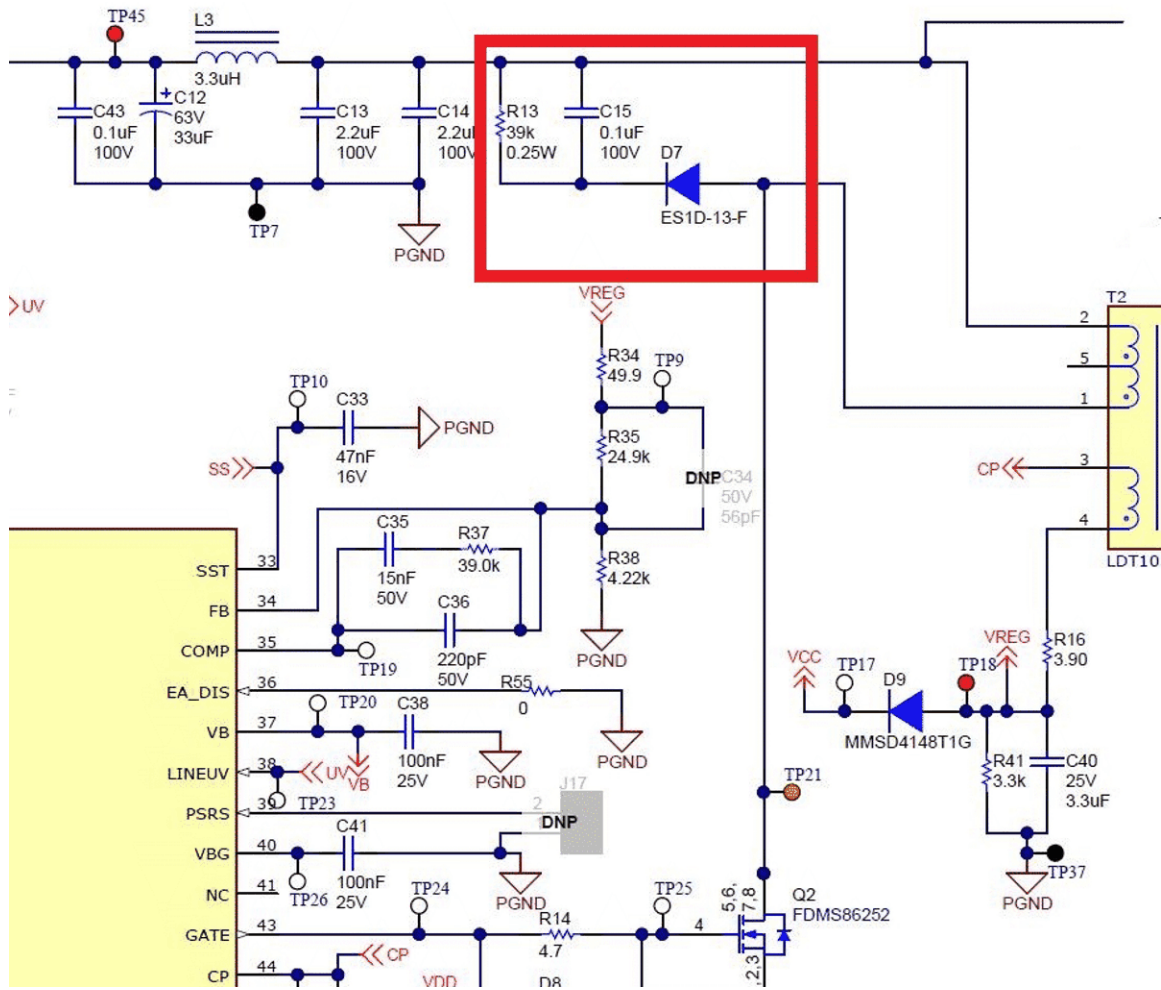 TP45
L3
3.3uH
C43
0.1uF
100V
C12
63V
33uF
C13
2.2uF
100V
C14
100V
R13
39k
0.25W
C15
0.1uF
100V
D7
ES1D-13-F
TP7
PGND
UV
VREG
T2
2
5
1
3
4
CP
LDT10
R34
49.9
TP9
R35
24.9k
DNP
C34
50V
56pF
R38
4.22k
PGND
TP10
C33
47nF
16V
PGND
SS
C35
15nF
50V
R37
39.0k
C36
220pF
50V
TP19
SST
33
FB
34
COMP
35
EA_DIS
36
R55
0
PGND
VB
37
TP20
C38
100nF
25V
PGND
LINEUV
38
UV
VB
TP23
PSRS
39
J17
2
1
DNP
VBG
40
C41
100nF
25V
TP26
PGND
NC
41
GATE
43
TP24
R14
4.7
TP25
4
CP
44
CP
VDD
D8
VCC
TP17
D9
MMSD4148T1G
TP18
VREG
R16
3.90
R41
3.3k
C40
25V
3.3uF
TP37
PGND
TP21
5,6,
7,8
Q2
FDMS86252
,2,3